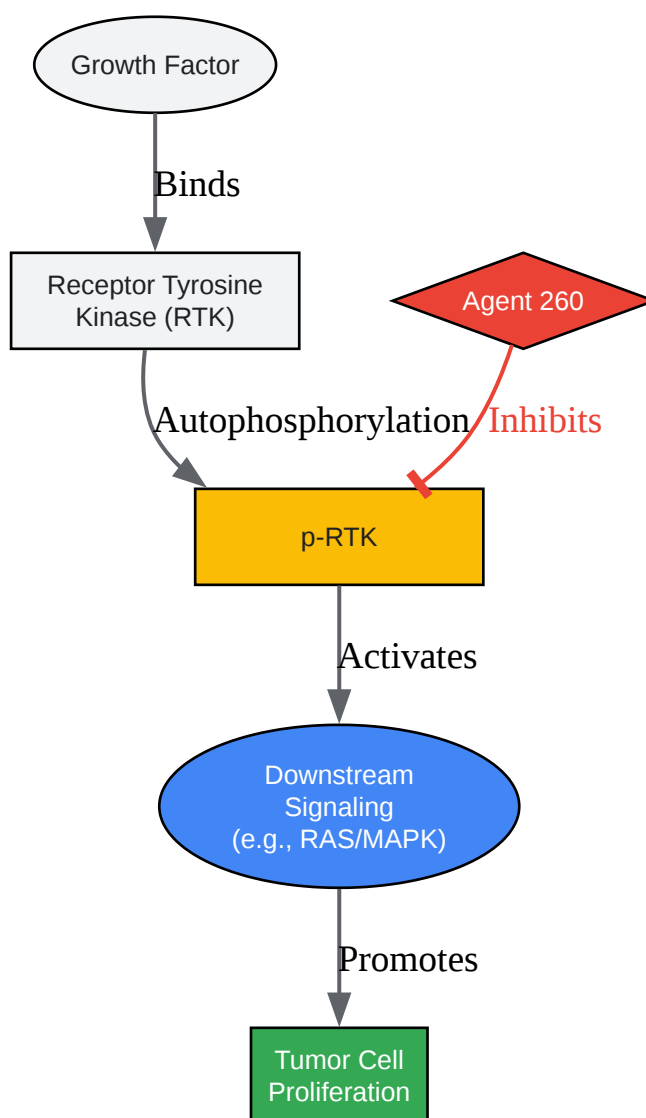 Growth Factor
Binds
Receptor Tyrosine
Kinase (RTK)
Agent 260
Autophosphorylation
Inhibits
p-RTK
Activates
Downstream
Signaling
(e.g., RAS/MAPK)
Promotes
Tumor Cell
Proliferation